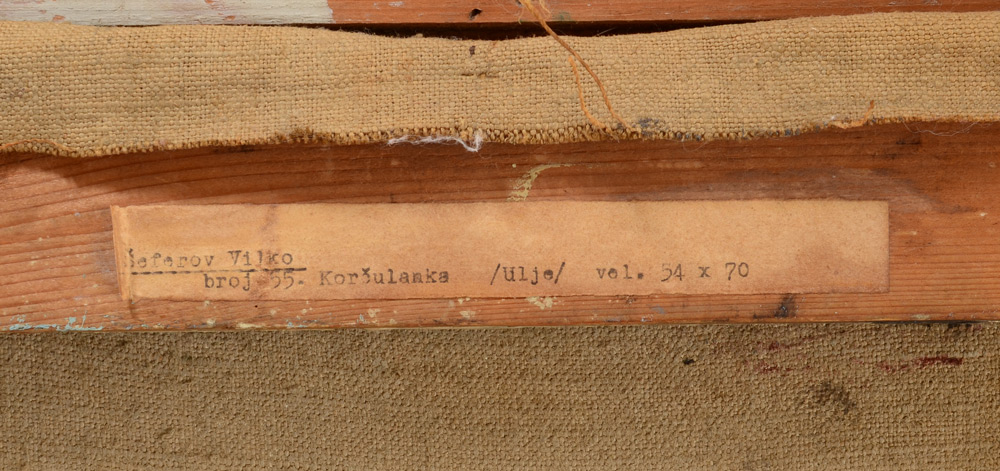 Šeferov Vilko
broj 55. Koršulanka /Ulje/ vel. 54 x 70